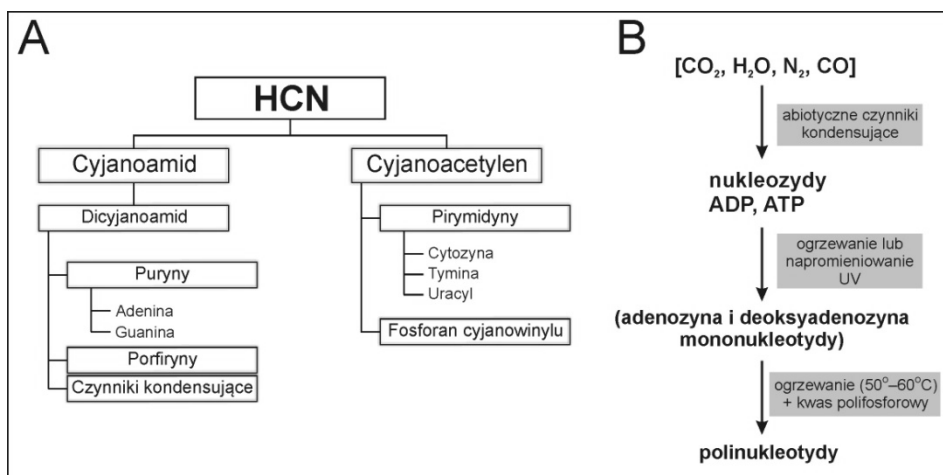 A
HCN
Cyjanoamid
Cyjanoacetylen
Dicyjanoamid
Pirymidyny
Cytozyna
Tymina
Uracyl
Puryny
Adenina
Guanina
Fosforan cyjanowinylu
Porfiryny
Czynniki kondensujące
B
[CO₂, H₂O, N₂, CO]
abiotyczne czynniki
kondensujące
nukleozydy
ADP, ATP
ogrzewanie lub
napromieniowanie
UV
(adenozyna i deoksyadenozyna
mononukleotydy)
ogrzewanie (50°–60°C)
+ kwas polifosforowy
polinukleotydy